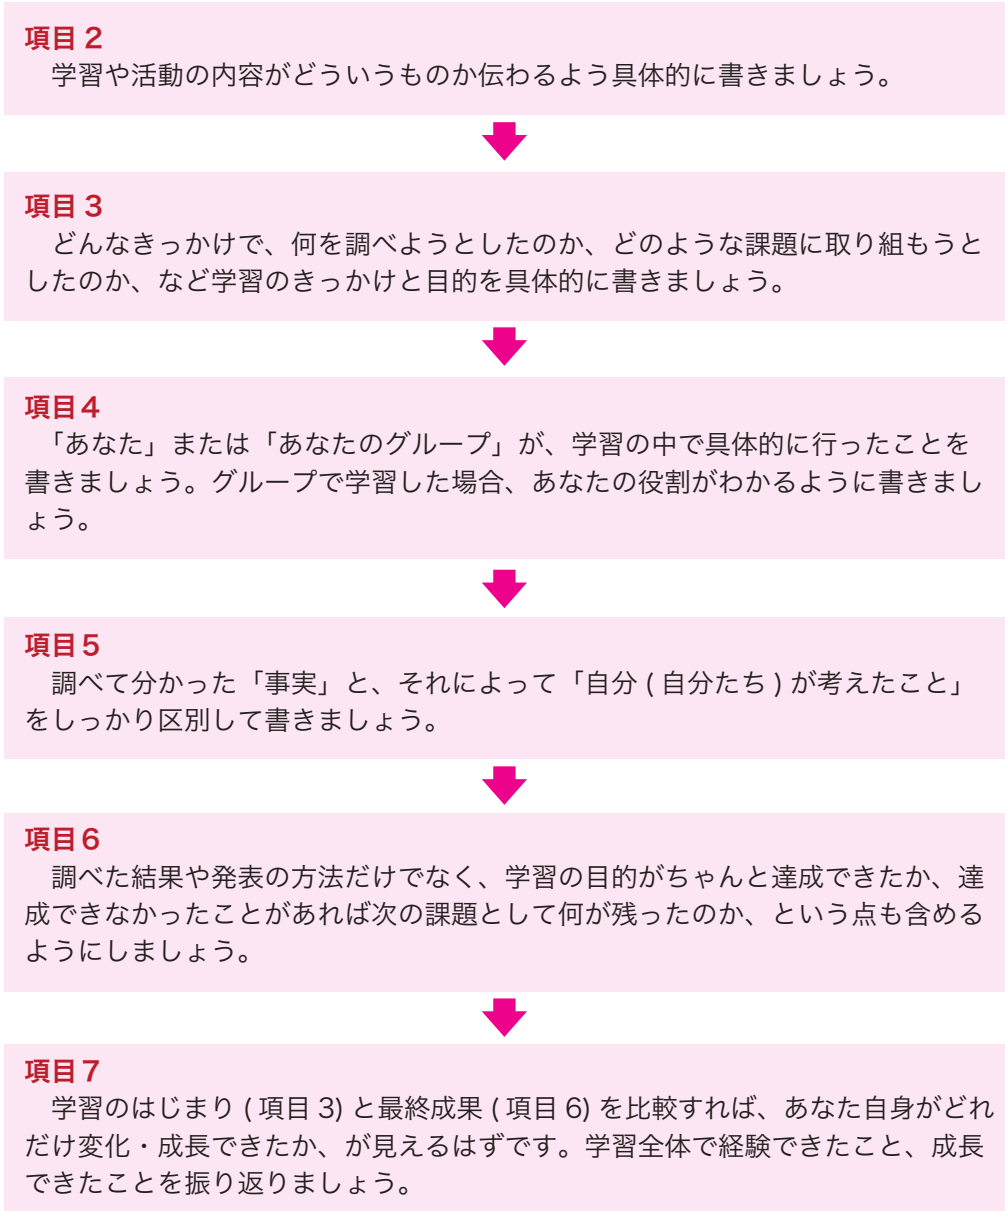 項目２
　学習や活動の内容がどういうものか伝わるよう具体的に書きましょう。
項目３
　どんなきっかけで、何を調べようとしたのか、どのような課題に取り組もうと
したのか、など学習のきっかけと目的を具体的に書きましょう。
項目４
　「あなた」または「あなたのグループ」が、学習の中で具体的に行ったことを
書きましょう。グループで学習した場合、あなたの役割がわかるように書きまし
ょう。
項目５
　調べて分かった「事実」と、それによって「自分 ( 自分たち ) が考えたこと」
をしっかり区別して書きましょう。
項目６
　調べた結果や発表の方法だけでなく、学習の目的がちゃんと達成できたか、達
成できなかったことがあれば次の課題として何が残ったのか、という点も含める
ようにしましょう。
項目７
　学習のはじまり ( 項目 3) と最終成果 ( 項目 6) を比較すれば、あなた自身がどれ
だけ変化・成長できたか、が見えるはずです。学習全体で経験できたこと、成長
できたことを振り返りましょう。